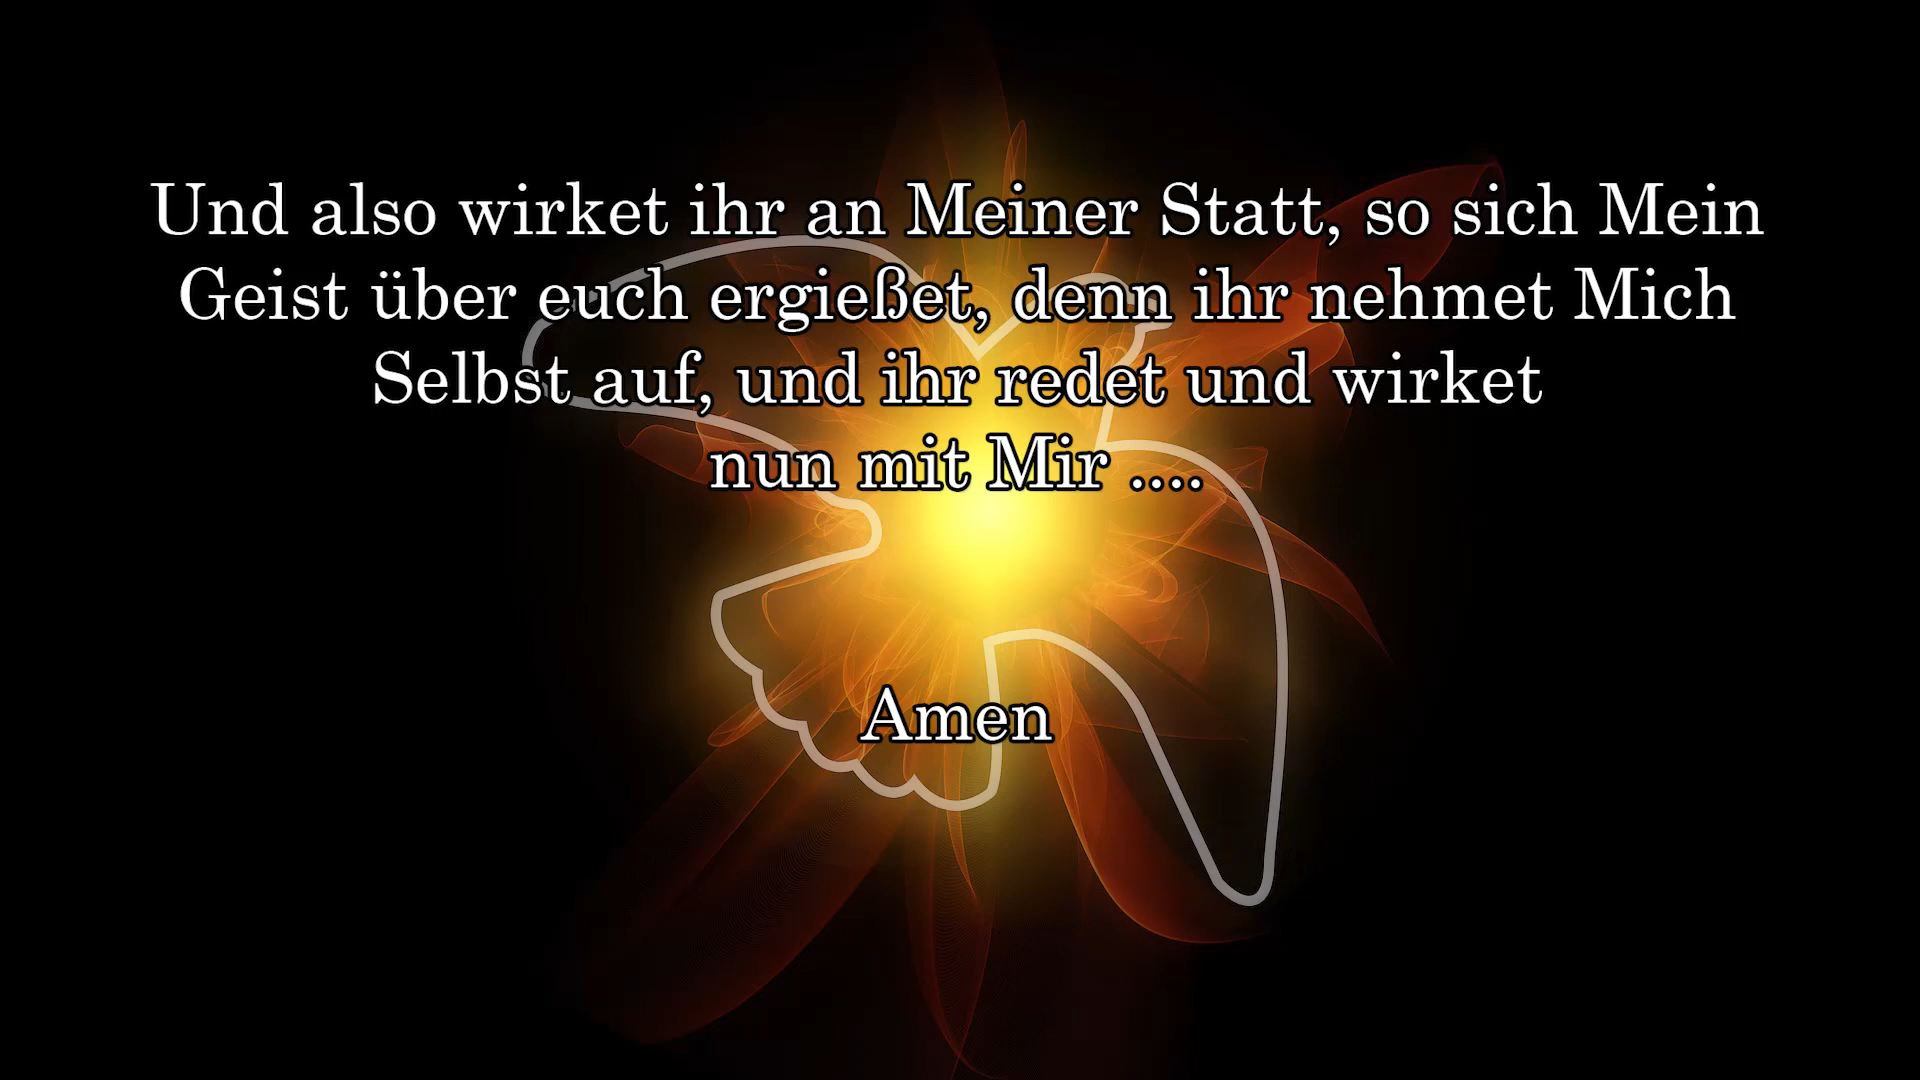 Und also wirket ihr an Meiner Statt, so sich Mein
Geist über euch ergießet, denn ihr nehmet Mich
Selbst auf, und ihr redet und wirket
nun mit Mir ....
Amen